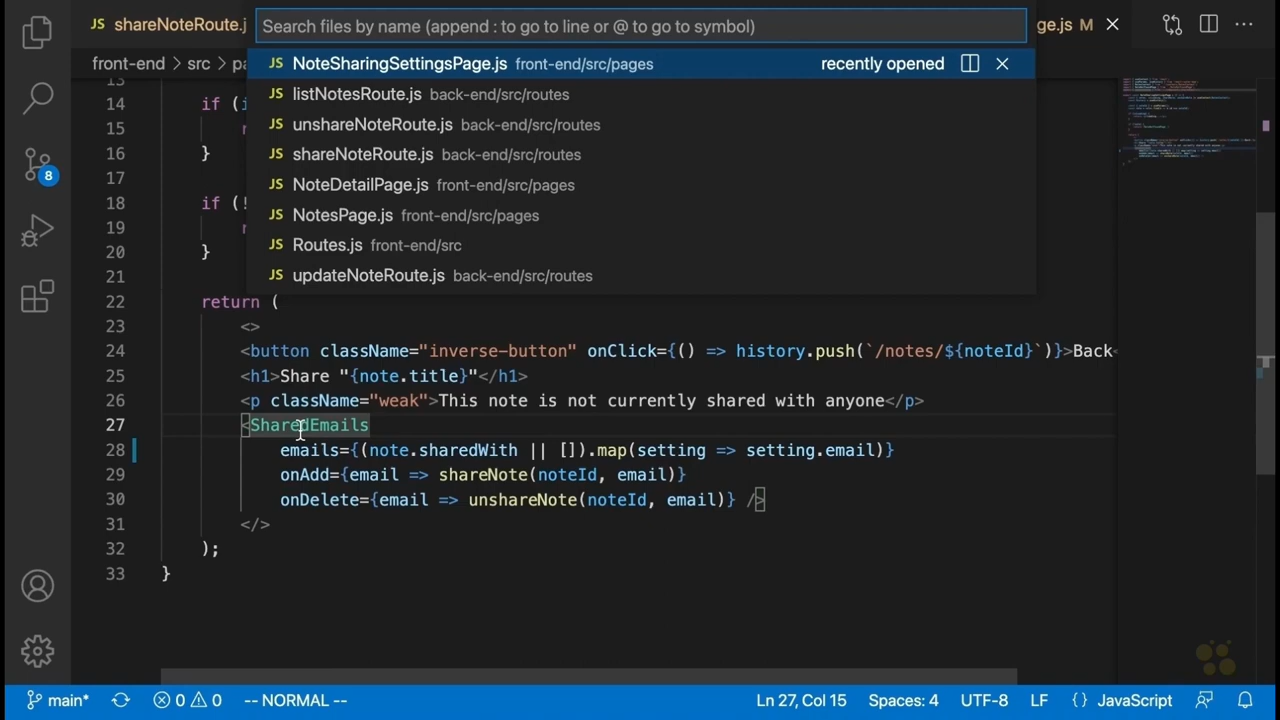 shareNoteRoute.j
Search files by name (append : to go to line or @ to go to symbol)
ge.js M
front-end > src > pa
NoteSharingSettingsPage.js front-end/src/pages recently opened
listNotesRoute.js back-end/src/routes
unshareNoteRoute.js back-end/src/routes
shareNoteRoute.js back-end/src/routes
NoteDetailPage.js front-end/src/pages
NotesPage.js front-end/src/pages
Routes.js front-end/src
updateNoteRoute.js back-end/src/routes
13
14 if (i
15 r
16 }
17
18 if (!
19 r
20 }
21
22 return (
23 <>
24 <button className="inverse-button" onClick={() => history.push(`/notes/${noteId}`)}>Back<
25 <h1>Share "{note.title}"</h1>
26 <p className="weak">This note is not currently shared with anyone</p>
27 <SharedEmails
28 emails={(note.sharedWith || []).map(setting => setting.email)}
29 onAdd={email => shareNote(noteId, email)}
30 onDelete={email => unshareNote(noteId, email)} />
31 </>
32 );
33 }
8
main* 0 0 -- NORMAL -- Ln 27, Col 15 Spaces: 4 UTF-8 LF {} JavaScript